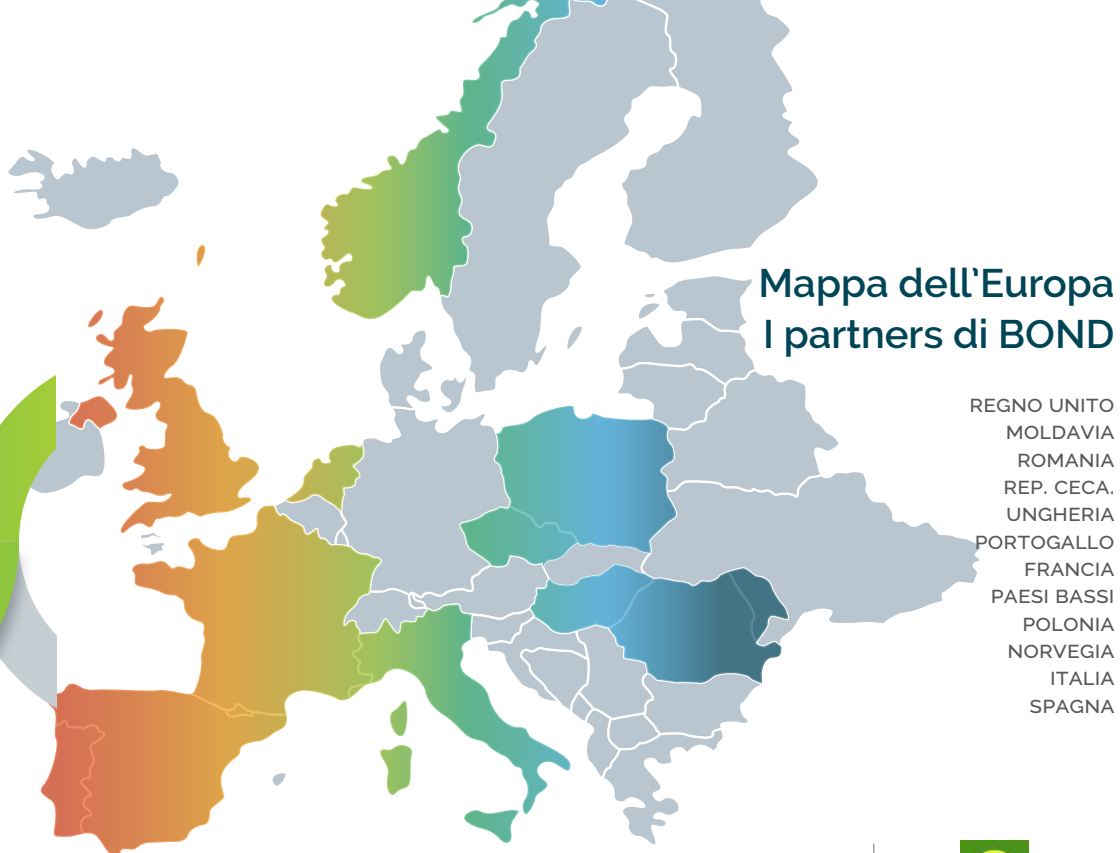 Mappa dell'Europa
I partners di BOND
REGNO UNITO
MOLDAVIA
ROMANIA
REP. CECA.
UNGHERIA
PORTOGALLO
FRANCIA
PAESI BASSI
POLONIA
NORVEGIA
ITALIA
SPAGNA